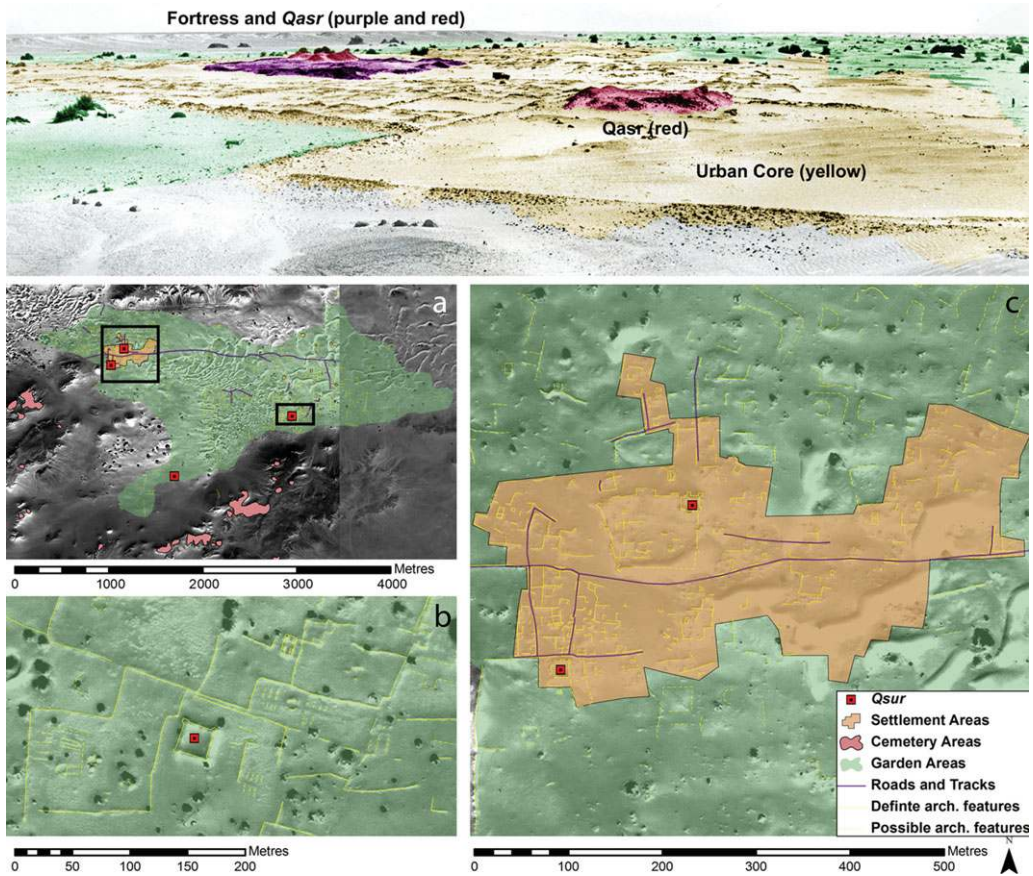 Fortress and Qasr (purple and red)
Qasr (red)
Urban Core (yellow)
a
0 1000 2000 3000 4000 Metres
b
0 50 100 150 200 Metres
c
Qsur
Settlement Areas
Cemetery Areas
Garden Areas
Roads and Tracks
Definte arch. features
Possible arch. features
0 100 200 300 400 500 Metres
N